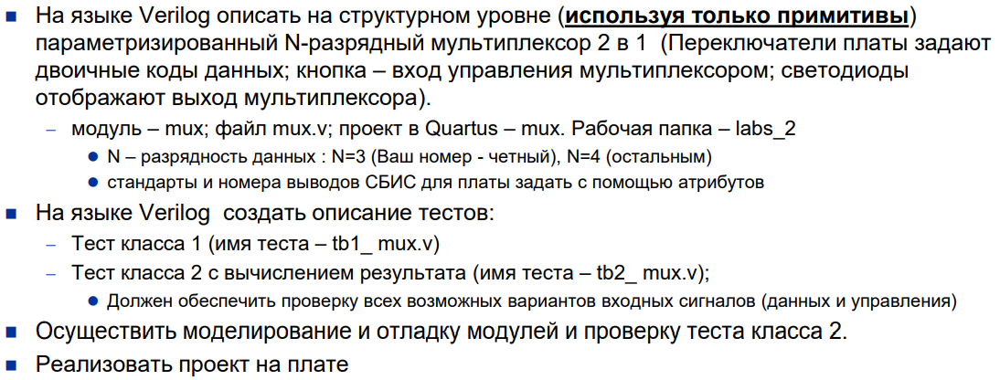 На языке Verilog описать на структурном уровне (используя только примитивы)
параметризированный N-разрядный мультиплексор 2 в 1 (Переключатели платы задают
двоичные коды данных; кнопка – вход управления мультиплексором; светодиоды
отображают выход мультиплексора).
– модуль – mux; файл mux.v; проект в Quartus – mux. Рабочая папка – labs_2
N – разрядность данных : N=3 (Ваш номер - четный), N=4 (остальным)
стандарты и номера выводов СБИС для платы задать с помощью атрибутов
На языке Verilog создать описание тестов:
– Тест класса 1 (имя теста – tb1_ mux.v)
– Тест класса 2 с вычислением результата (имя теста – tb2_ mux.v);
Должен обеспечить проверку всех возможных вариантов входных сигналов (данных и управления)
Осуществить моделирование и отладку модулей и проверку теста класса 2.
Реализовать проект на плате